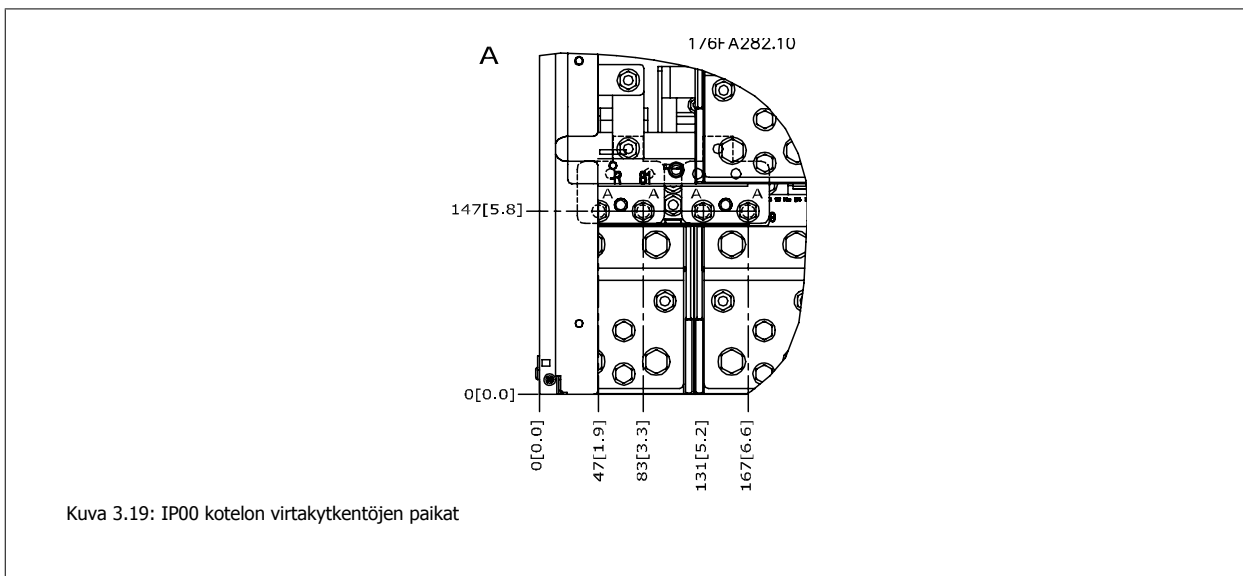 176FA282.10
A
R 81
A A A A
147[5.8]
0[0.0]
0[0.0]
47[1.9]
83[3.3]
131[5.2]
167[6.6]
Kuva 3.19: IP00 kotelon virtakytkentöjen paikat